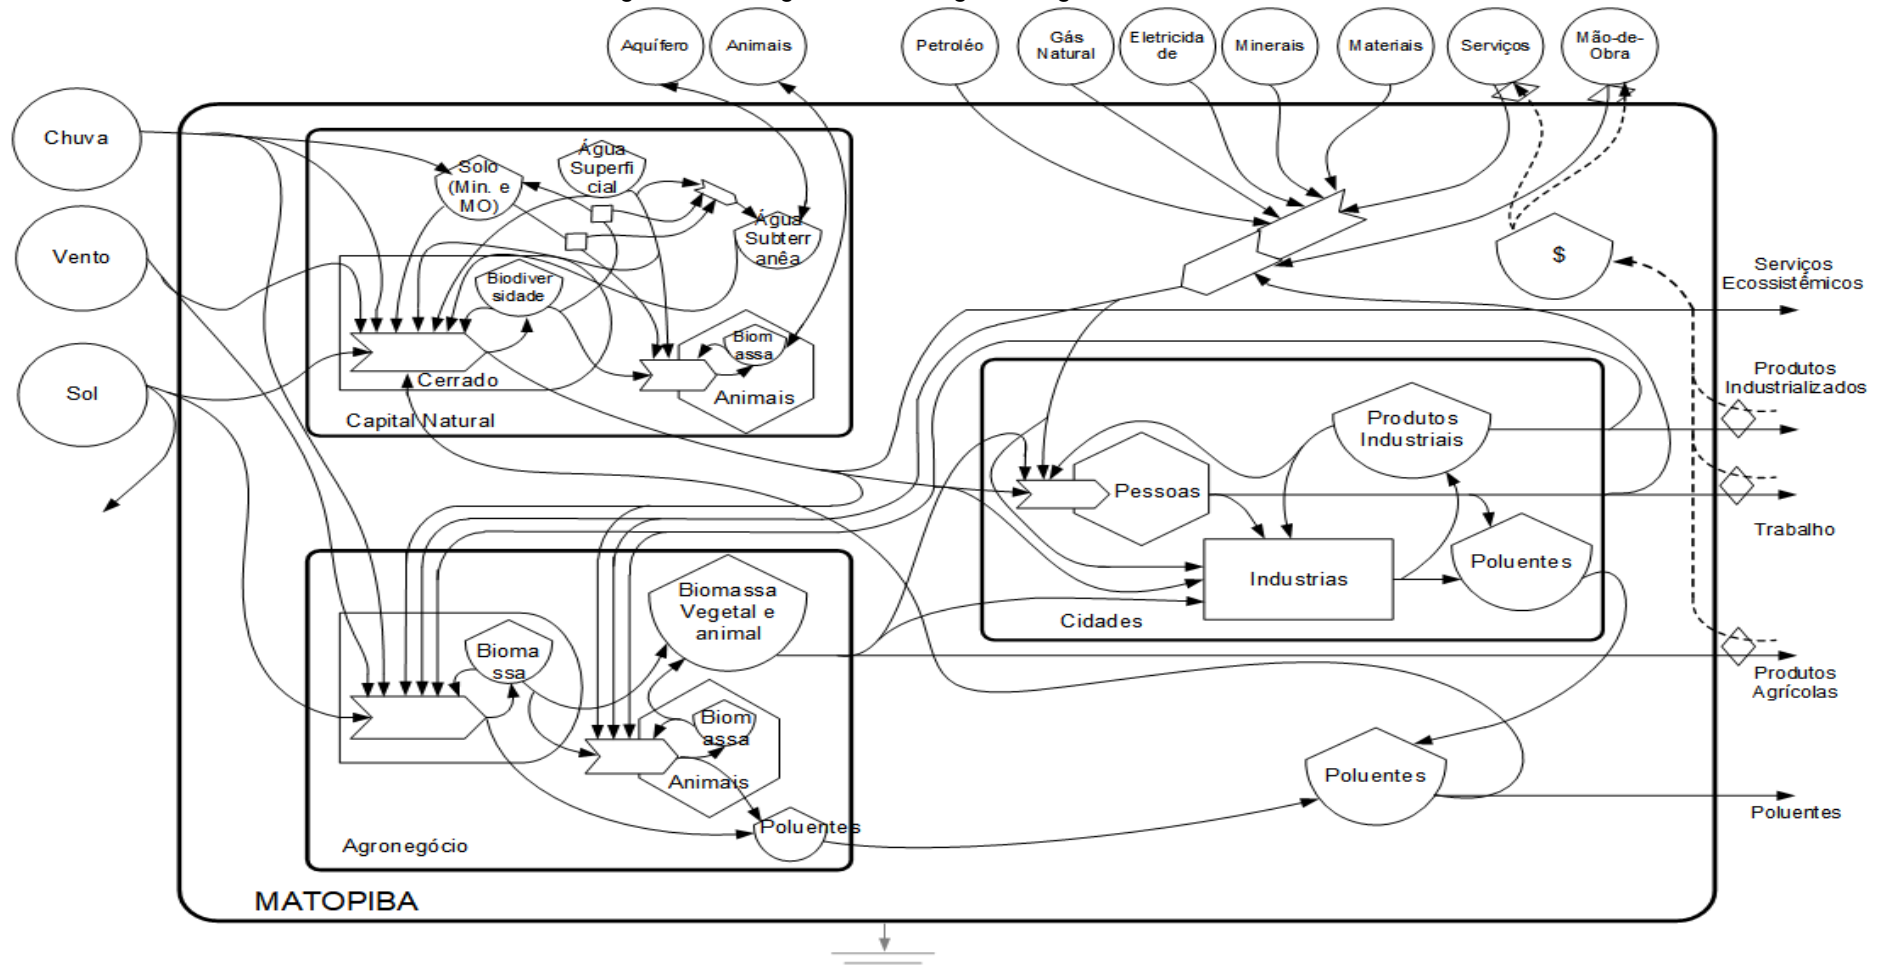 Aquífero
Animais
Petroléo
Gás
Natural
Eletricida
de
Minerais
Materiais
Serviços
Mão-de-
Obra
Chuva
Vento
Sol
Solo
(Min. e
MO)
Água
Superfi
cial
Água
Subterr
anêa
Biodiver
sidade
Biom
assa
Animais
Cerrado
Capital Natural
$
Serviços
Ecossistêmicos
Produtos
Industrializados
Trabalho
Produtos
Agrícolas
Poluentes
Produtos
Industriais
Pessoas
Poluentes
Industrias
Cidades
Biomassa
Vegetal e
animal
Bioma
ssa
Biom
assa
Animais
Poluentes
Agronegócio
Poluentes
MATOPIBA